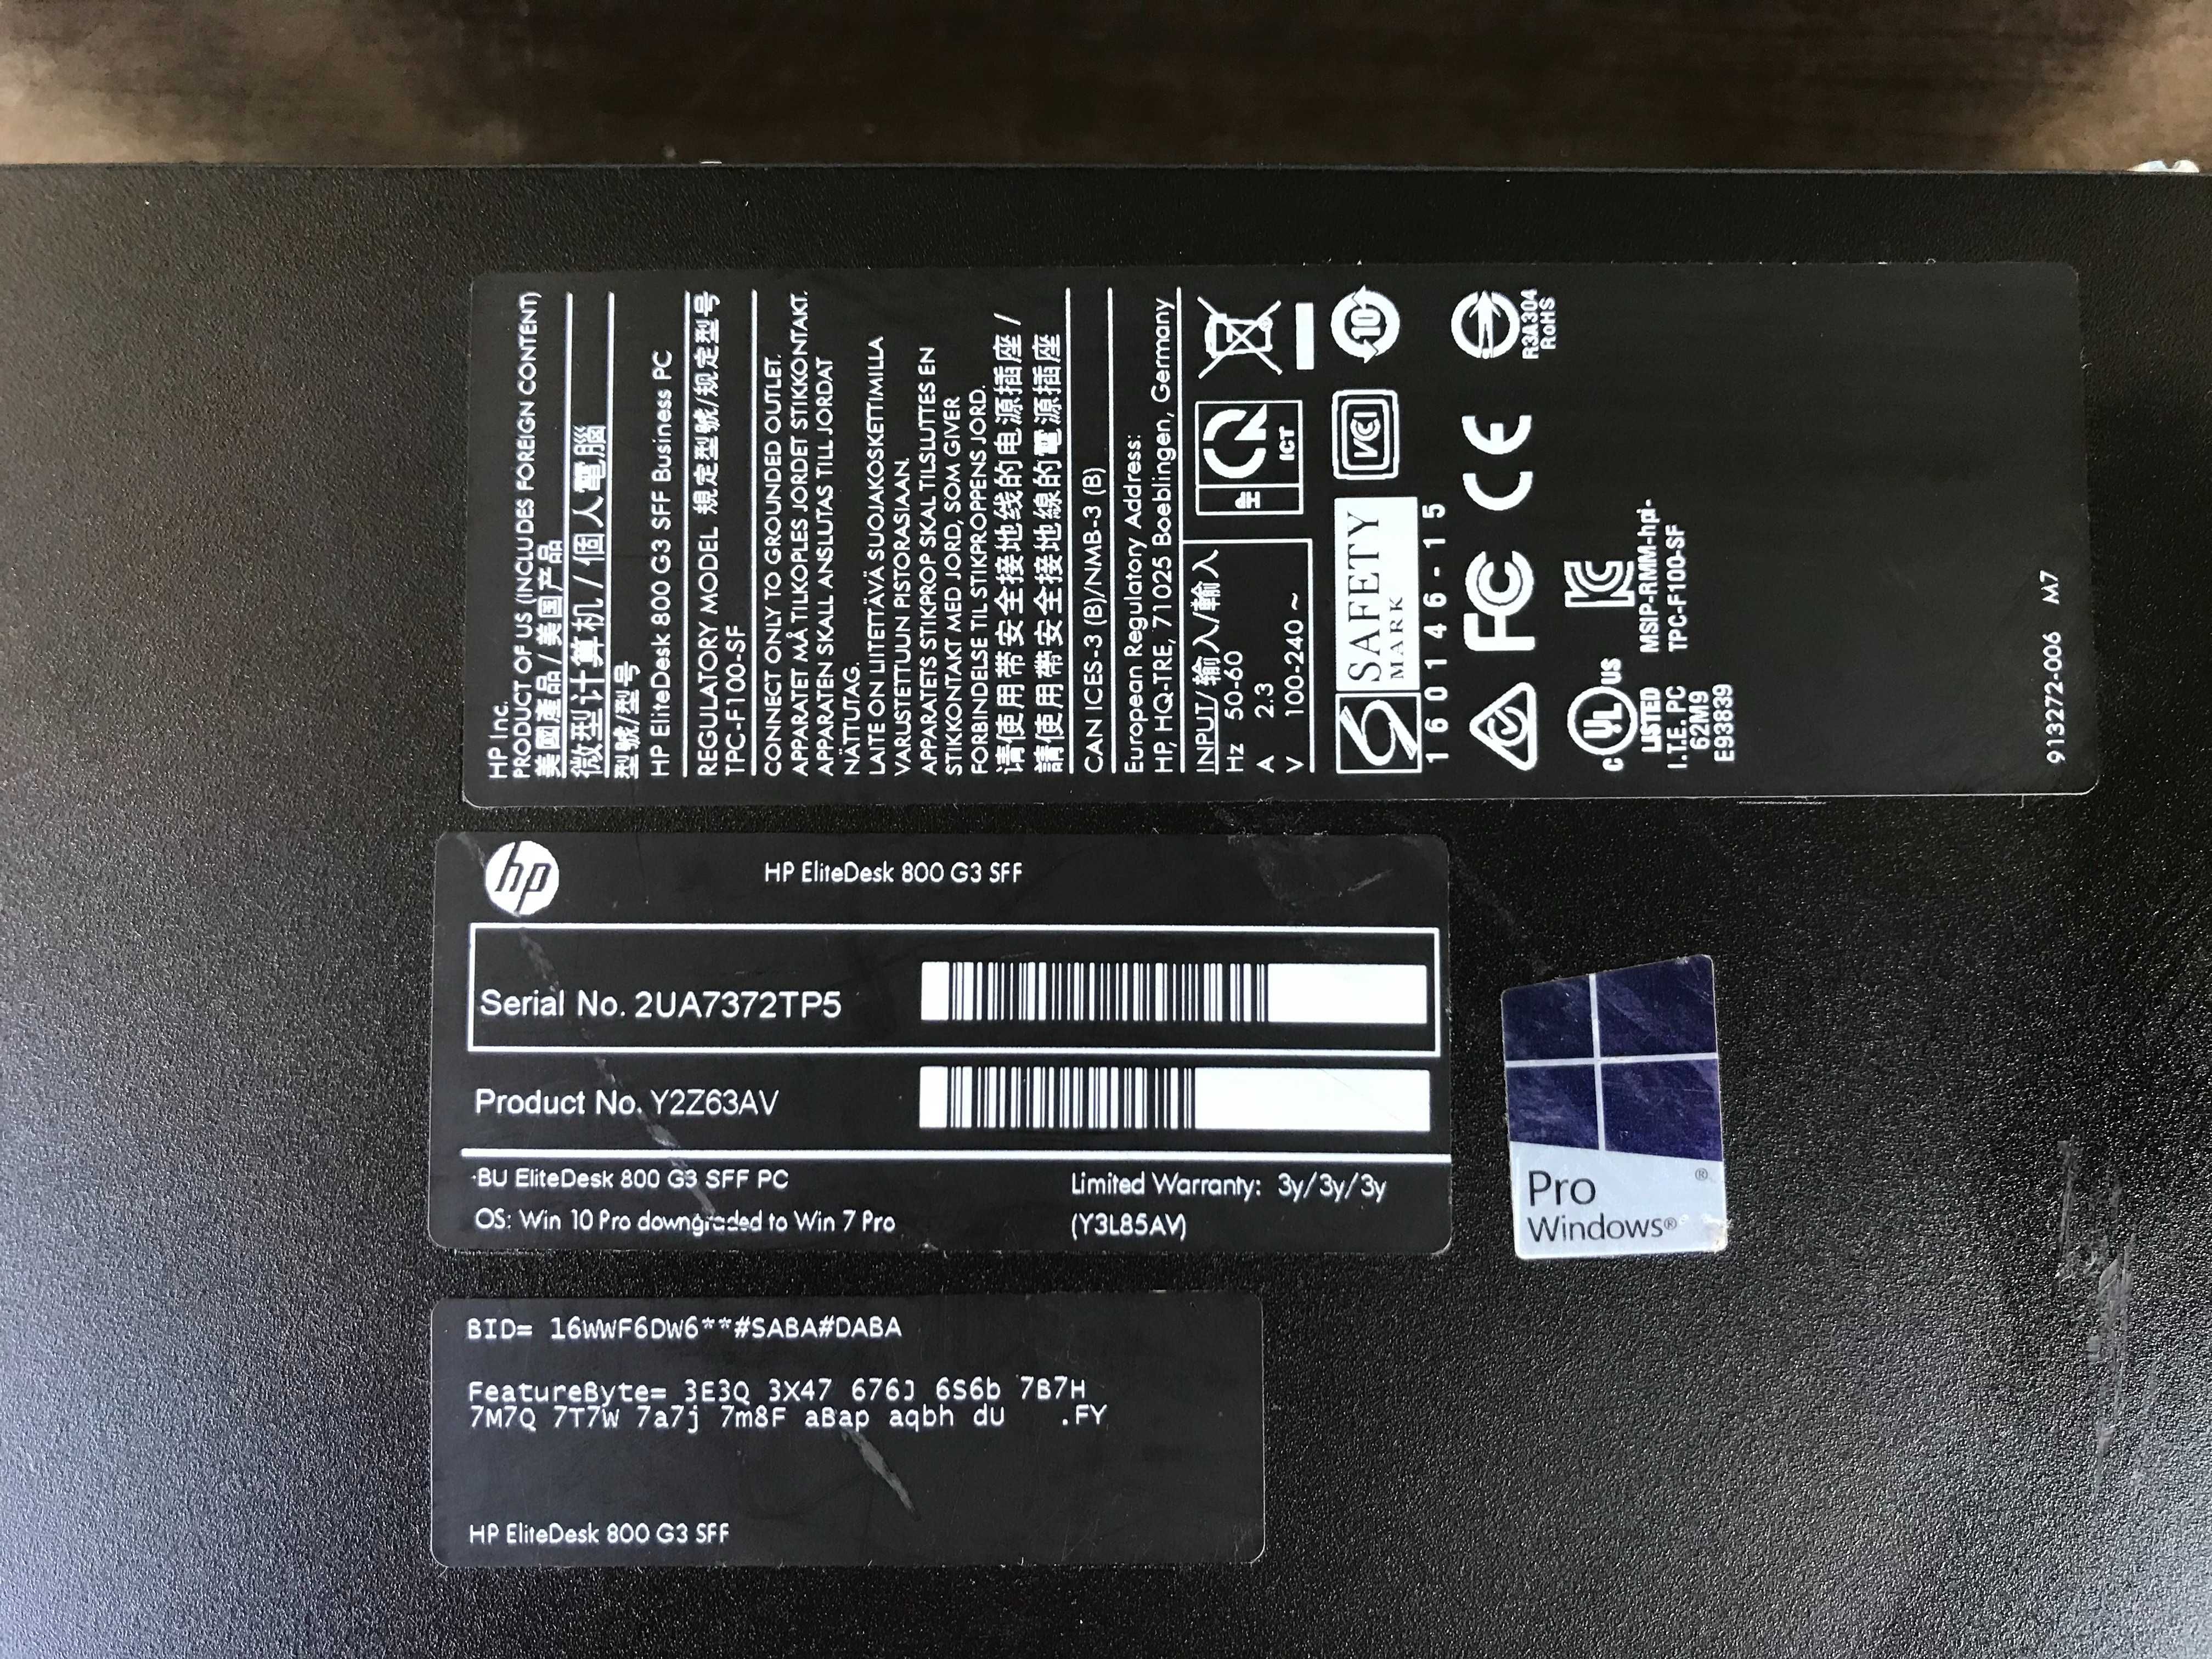 HP Inc.
PRODUCT OF US (INCLUDES FOREIGN CONTENT)
美國產品 / 美国产品
微型计算机 / 個人電腦
型號/型号
HP EliteDesk 800 G3 SFF Business PC
REGULATORY MODEL 規定型號/规定型号
TPC-F100-SF
CONNECT ONLY TO GROUNDED OUTLET.
APPARATET MÅ TILKOPLES JORDET STIKKONTAKT.
APPARATEN SKALL ANSLUTAS TILL JORDAT
NÄTTUTAG.
LAITE ON LIITETTÄVÄ SUOJAKOSKETTIMILLA
VARUSTETTUUN PISTORASIAAN.
APPARATETS STIKPROP SKAL TILSLUTTES EN
STIKKONTAKT MED JORD, SOM GIVER
FORBINDELSE TIL STIKPROPPENS JORD.
请使用带安全接地线的电源插座 /
請使用帶安全接地線的電源插座
CAN ICES-3 (B)/NMB-3 (B)
European Regulatory Address:
HP, HQ-TRE, 71025 Boeblingen, Germany
INPUT/ 输入/輸入
Hz 50-60
A 2.3
V 100-240 ~
ICT
SAFETY
MARK
160146-15
VCI
10
FC CE
R3A304
RoHS
c UL US
LISTED
I.T.E. PC
62M9
E93839
MSIP-RMM-hpi-
TPC-F100-SF
913272-006 M7
hp
HP EliteDesk 800 G3 SFF
Serial No. 2UA7372TP5
Product No. Y2Z63AV
BU EliteDesk 800 G3 SFF PC
OS: Win 10 Pro downgraded to Win 7 Pro
Limited Warranty: 3y/3y/3y
(Y3L85AV)
Pro ®
Windows®
BID= 16WWF6DW6**#SABA#DABA
FeatureByte= 3E3Q 3X47 676J 6S6b 7B7H
7M7Q 7T7W 7a7j 7m8F aBap aqbh dU .FY
HP EliteDesk 800 G3 SFF